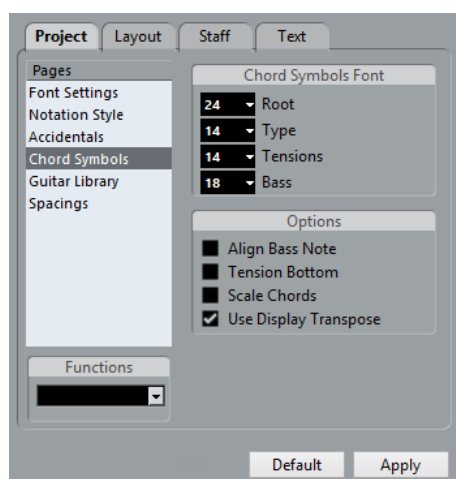 Project Layout Staff Text
Pages
Font Settings
Notation Style
Accidentals
Chord Symbols
Guitar Library
Spacings
Functions
Chord Symbols Font
24 Root
14 Type
14 Tensions
18 Bass
Options
Align Bass Note
Tension Bottom
Scale Chords
Use Display Transpose
Default Apply